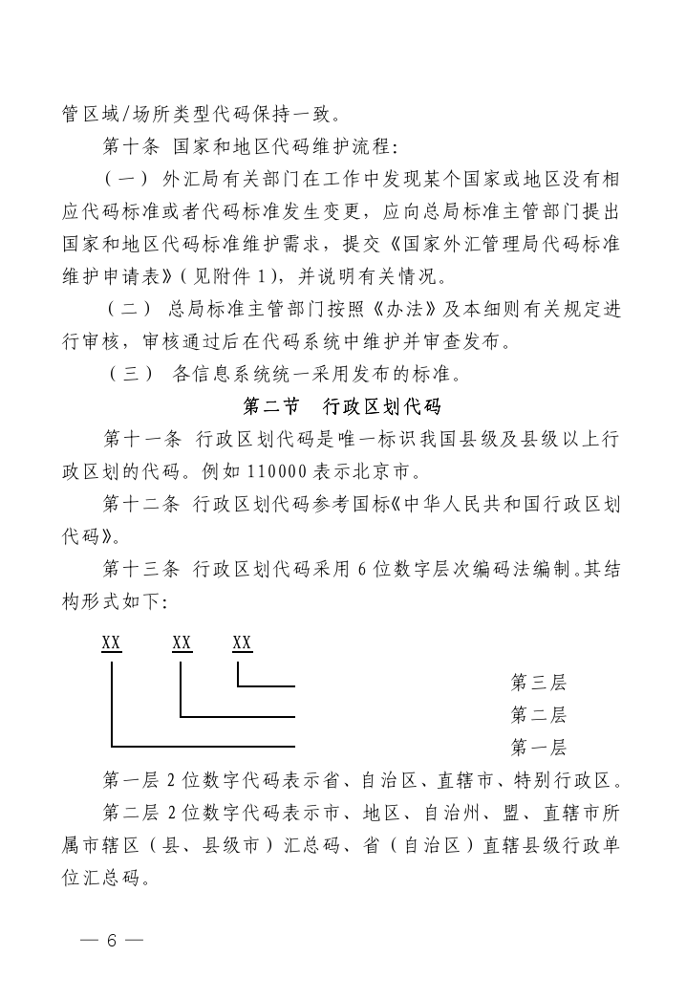 管区域/场所类型代码保持一致。
第十条 国家和地区代码维护流程：
（一） 外汇局有关部门在工作中发现某个国家或地区没有相
应代码标准或者代码标准发生变更，应向总局标准主管部门提出
国家和地区代码标准维护需求，提交《国家外汇管理局代码标准
维护申请表》（见附件 1），并说明有关情况。
（二） 总局标准主管部门按照《办法》及本细则有关规定进
行审核，审核通过后在代码系统中维护并审查发布。
（三） 各信息系统统一采用发布的标准。
第二节 行政区划代码
第十一条 行政区划代码是唯一标识我国县级及县级以上行
政区划的代码。例如 110000 表示北京市。
第十二条 行政区划代码参考国标《中华人民共和国行政区划
代码》。
第十三条 行政区划代码采用 6 位数字层次编码法编制。其结
构形式如下：
XX XX XX
第三层
第二层
第一层
第一层 2 位数字代码表示省、自治区、直辖市、特别行政区。
第二层 2 位数字代码表示市、地区、自治州、盟、直辖市所
属市辖区（县、县级市）汇总码、省（自治区）直辖县级行政单
位汇总码。
— 6 —